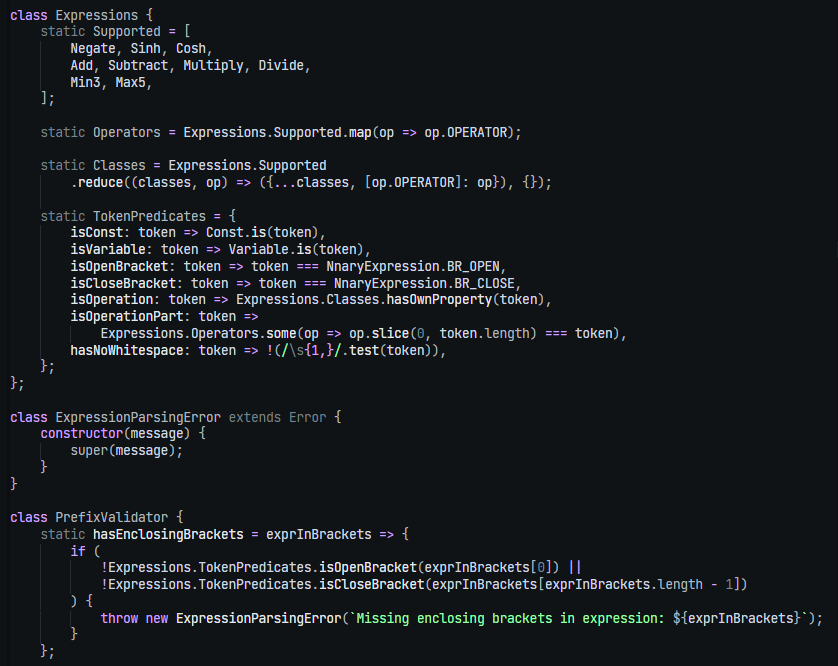 class Expressions {
    static Supported = [
        Negate, Sinh, Cosh,
        Add, Subtract, Multiply, Divide,
        Min3, Max5,
    ];
    static Operators = Expressions.Supported.map(op => op.OPERATOR);
    static Classes = Expressions.Supported
        .reduce((classes, op) => ({...classes, [op.OPERATOR]: op}), {});
    static TokenPredicates = {
        isConst: token => Const.is(token),
        isVariable: token => Variable.is(token),
        isOpenBracket: token => token === NnaryExpression.BR_OPEN,
        isCloseBracket: token => token === NnaryExpression.BR_CLOSE,
        isOperation: token => Expressions.Classes.hasOwnProperty(token),
        isOperationPart: token =>
            Expressions.Operators.some(op => op.slice(0, token.length) === token),
        hasNoWhitespace: token => !(/\s{1,}/.test(token)),
    };
};
class ExpressionParsingError extends Error {
    constructor(message) {
        super(message);
    }
}
class PrefixValidator {
    static hasEnclosingBrackets = exprInBrackets => {
        if (
            !Expressions.TokenPredicates.isOpenBracket(exprInBrackets[0]) ||
            !Expressions.TokenPredicates.isCloseBracket(exprInBrackets[exprInBrackets.length - 1])
        ) {
            throw new ExpressionParsingError(`Missing enclosing brackets in expression: ${exprInBrackets}`);
        }
    };